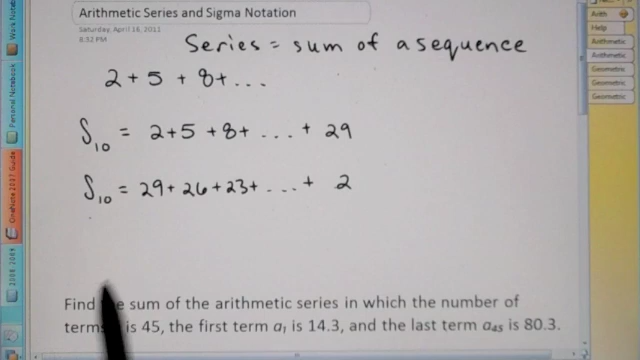 Arithmetic Series and Sigma Notation
Saturday, April 16, 2011
8:32 PM
Series = sum of a sequence
2 + 5 + 8 + ...
S10 = 2 + 5 + 8 + ... + 29
S10 = 29 + 26 + 23 + ... + 2
Find the sum of the arithmetic series in which the number of
terms is 45, the first term a1 is 14.3, and the last term a45 is 80.3.
Work Notebook
Personal Notebook
OneNote 2007 Guide
2008-2009
Arith
Help
Arithmetic
Arithmetic
Geometric
Geometric
Geometric